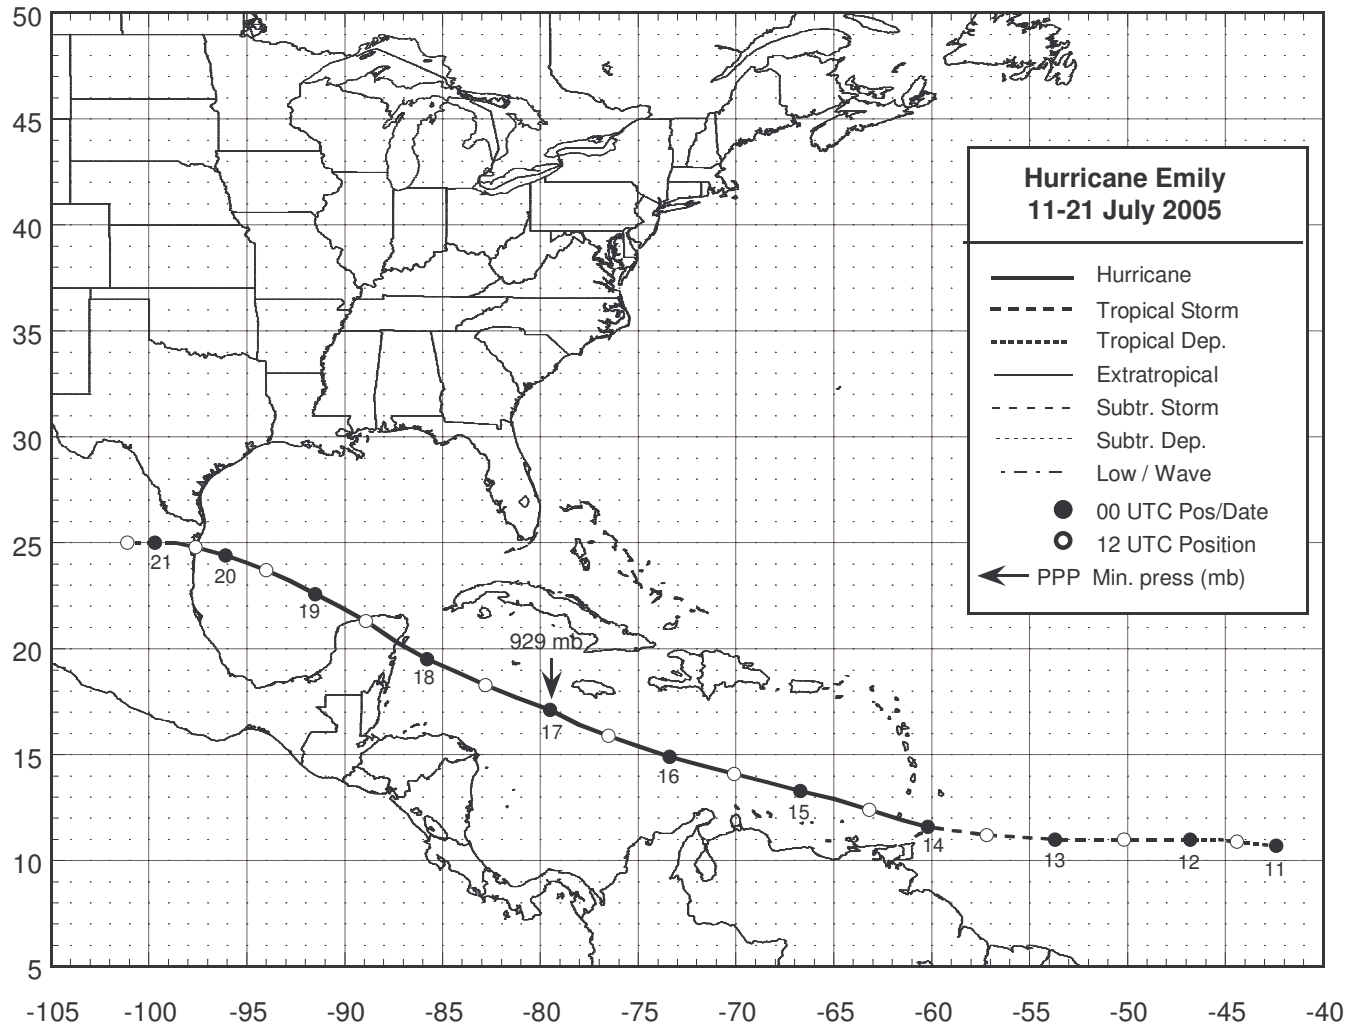 50
45
40
35
30
25
20
15
10
5
Hurricane Emily
11-21 July 2005
Hurricane
Tropical Storm
Tropical Dep.
Extratropical
Subtr. Storm
Subtr. Dep.
Low / Wave
00 UTC Pos/Date
12 UTC Position
PPP Min. press (mb)
21
20
19
929 mb
18
17
16
15
14
13
12
11
-105 -100 -95 -90 -85 -80 -75 -70 -65 -60 -55 -50 -45 -40